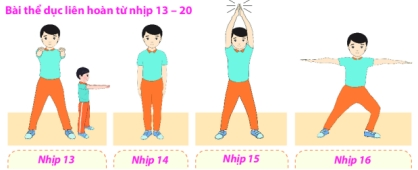 Bài thể dục liên hoàn từ nhịp 13 – 20
Nhịp 13
Nhịp 14
Nhịp 15
Nhịp 16